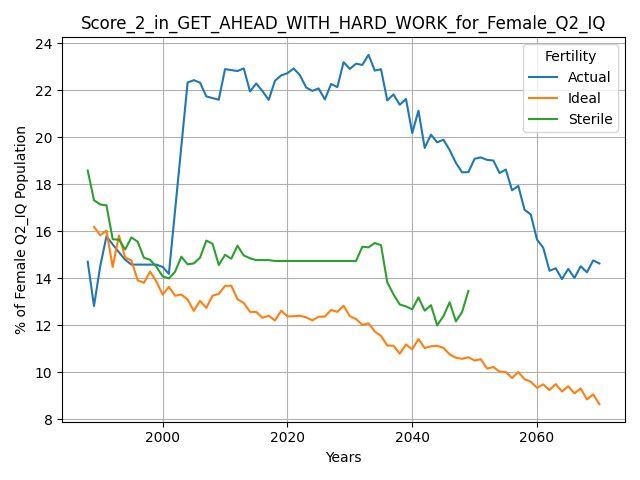 Score_2_in_GET_AHEAD_WITH_HARD_WORK_for_Female_Q2_IQ
% of Female Q2_IQ Population
24
22
20
18
16
14
12
10
8
Fertility
Actual
Ideal
Sterile
2000 2020 2040 2060
Years